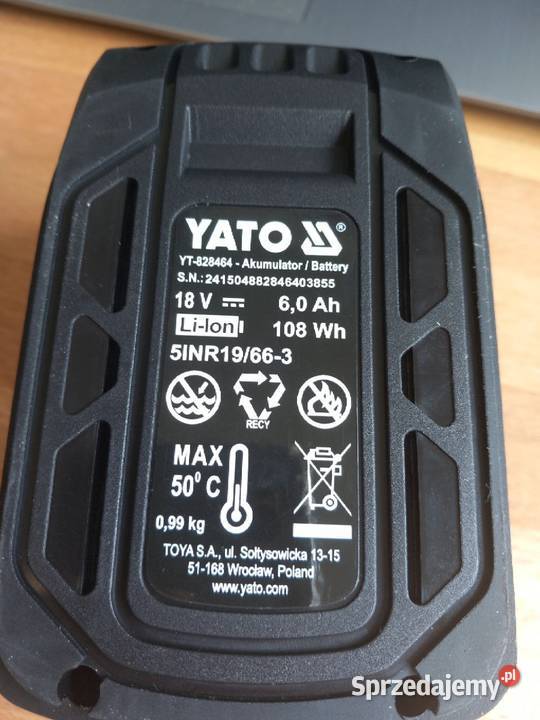 YATO ®
YT-828464 - Akumulator / Battery
S.N.:241504882846403855
18 V 6,0 Ah
Li-Ion 108 Wh
5INR19/66-3
RECY
MAX
50⁰ C
0,99 kg
TOYA S.A., ul. Sołtysowicka 13-15
51-168 Wrocław, Poland
www.yato.com
Sprzedajemy.pl